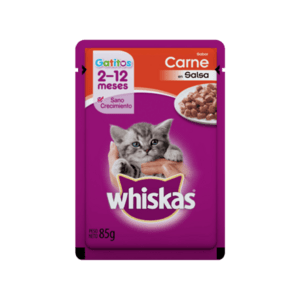 Gatitos
2-12
meses
Sano
Crecimiento
Sabor
Carne
en Salsa
whiskas
85g